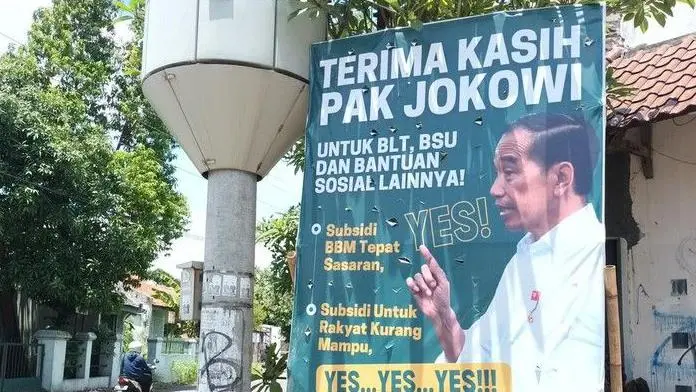 TERIMA KASIH
PAK JOKOWI
UNTUK BLT, BSU
DAN BANTUAN
SOSIAL LAINNYA!
YES!
Subsidi
BBM Tepat
Sasaran,
Subsidi Untuk
Rakyat Kurang
Mampu,
YES...YES...YES!!!